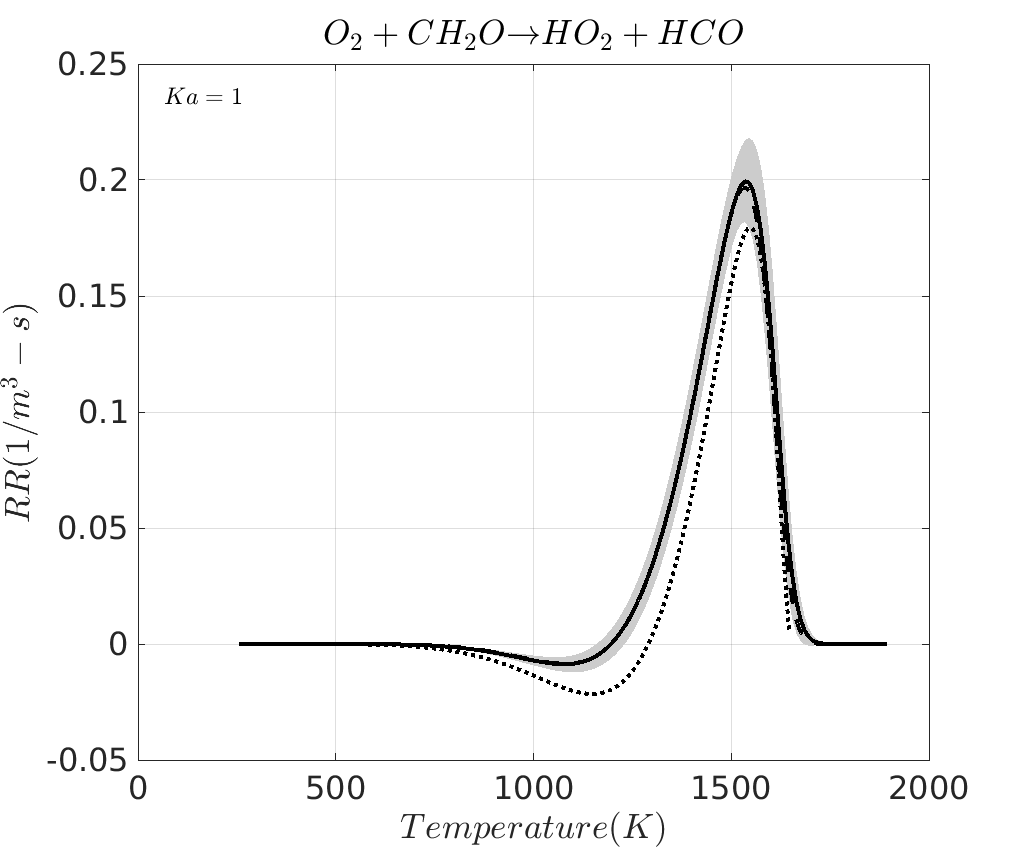 O₂ + CH₂O→HO₂ + HCO
Ka = 1
0.25
0.2
0.15
0.1
0.05
0
-0.05
RR(1/m³ − s)
0 500 1000 1500 2000
Temperature(K)